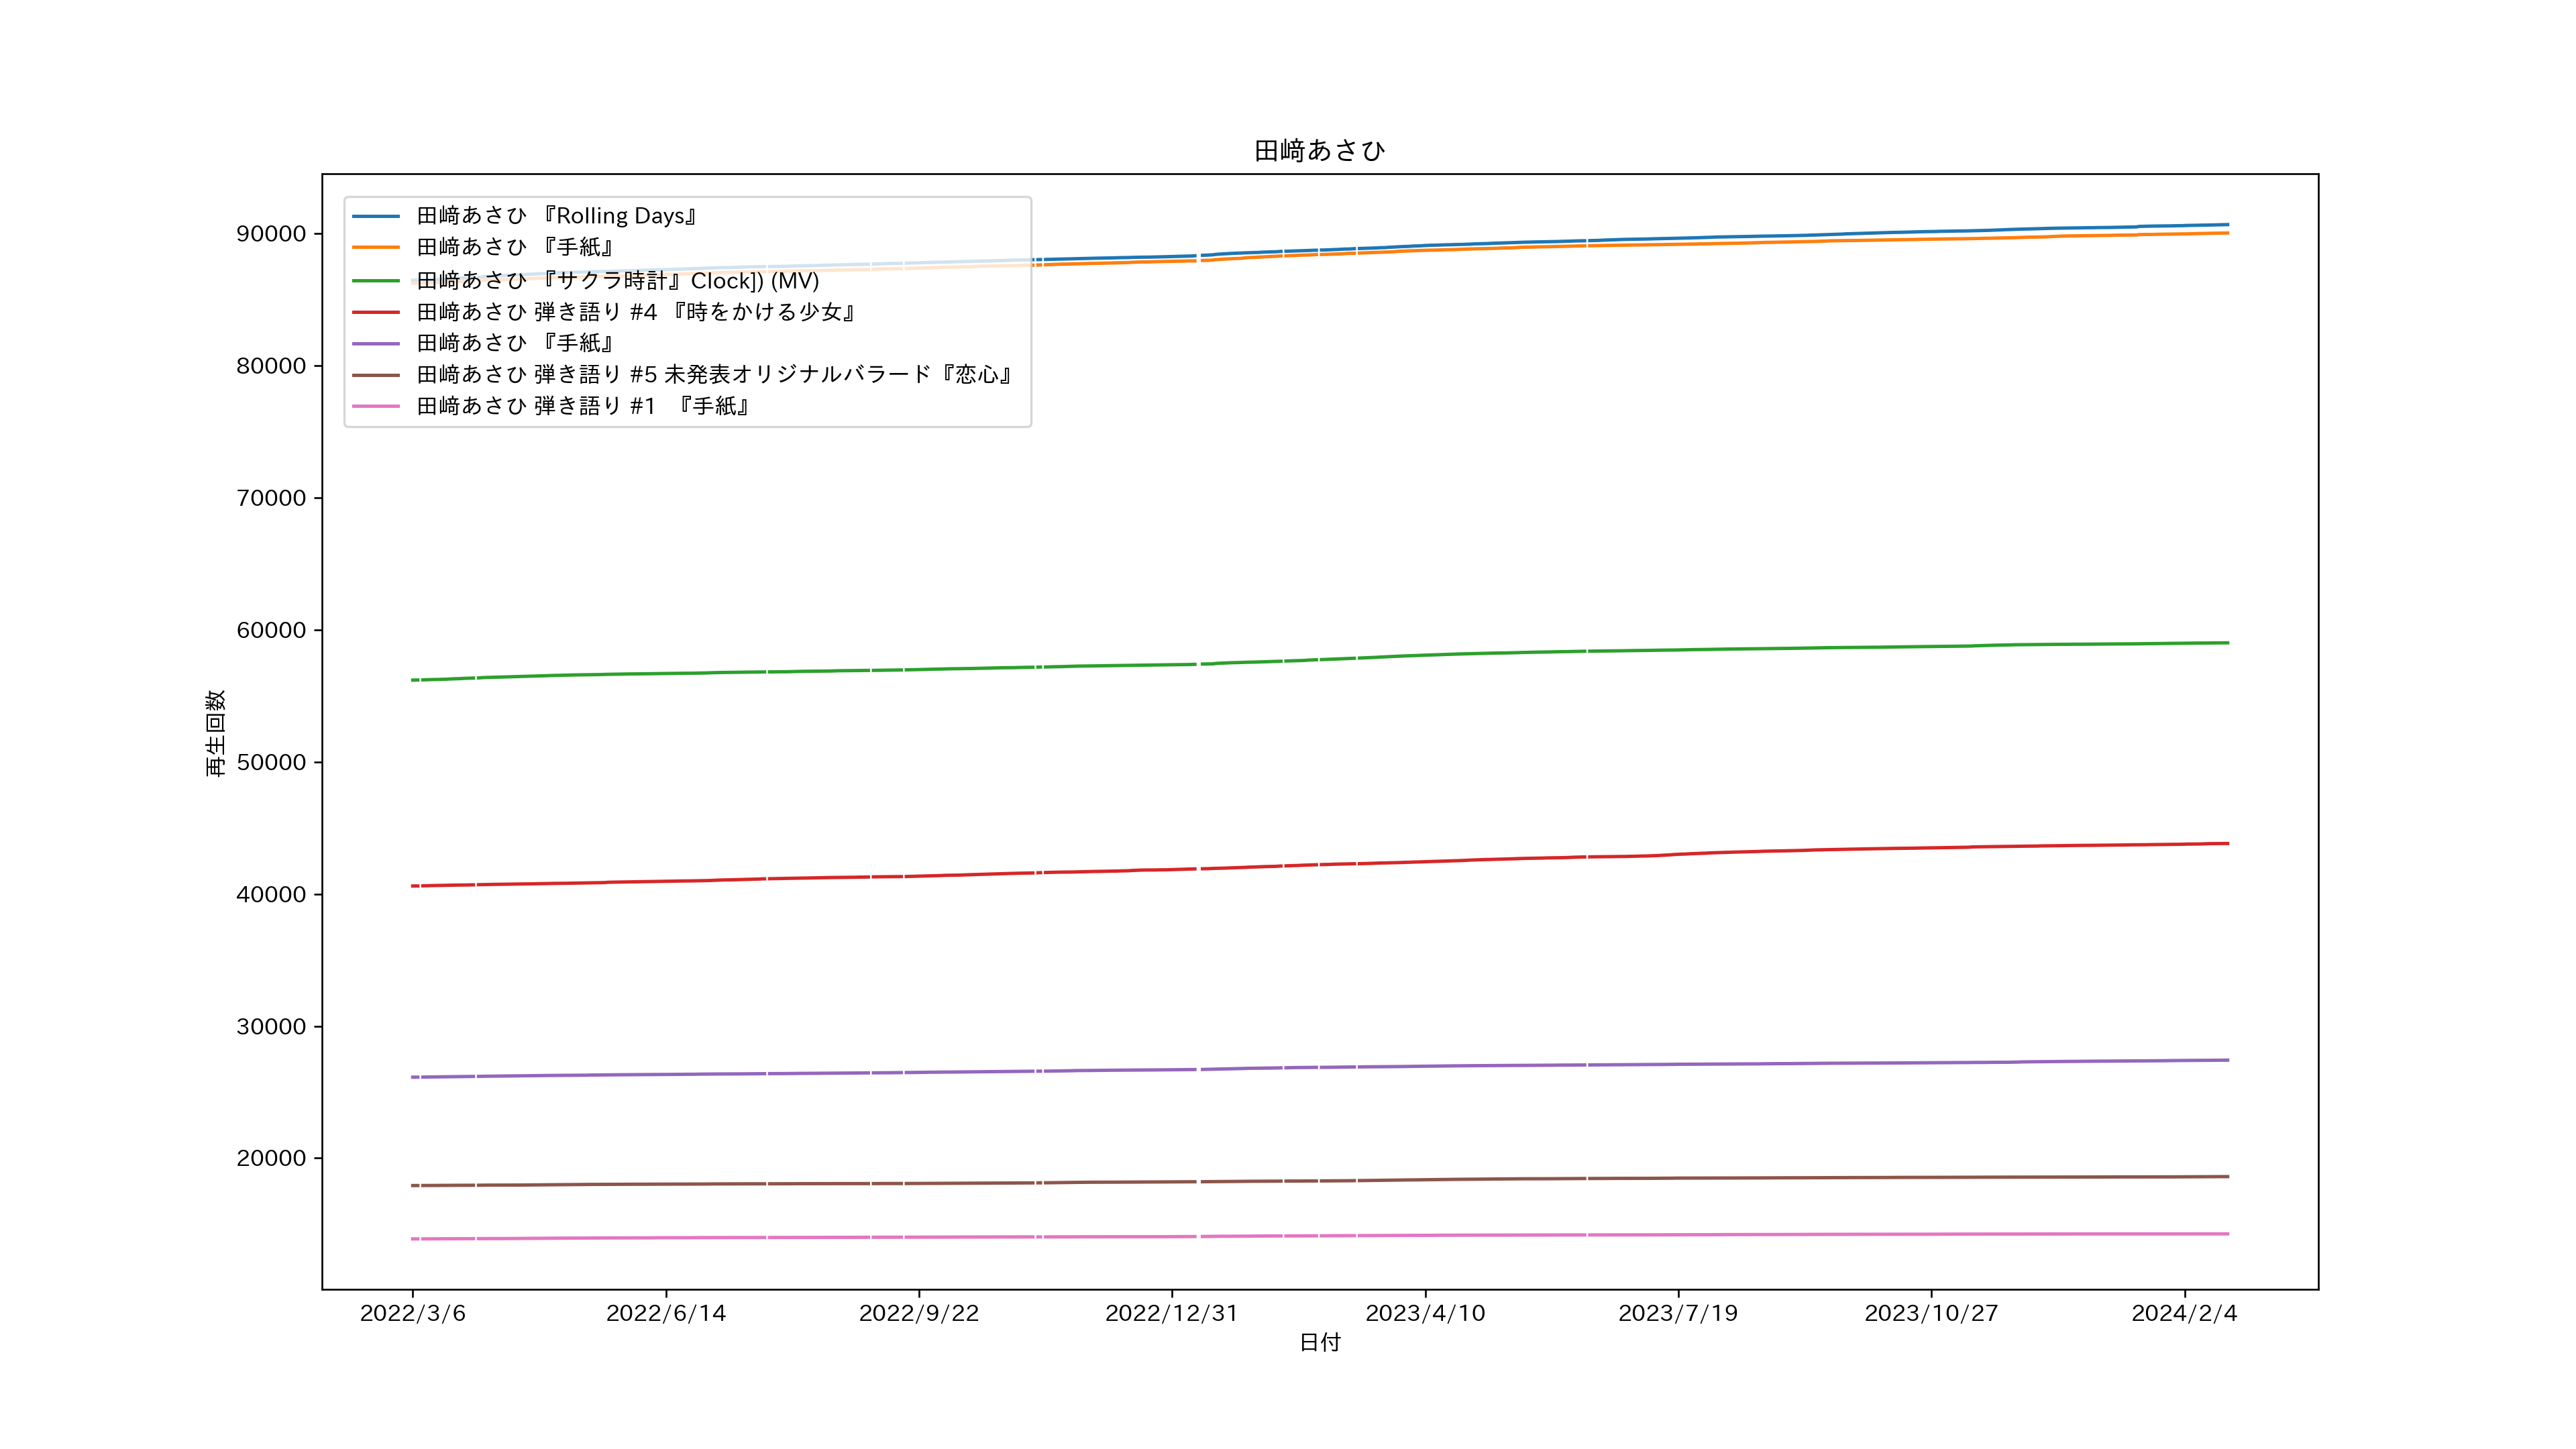 田﨑あさひ
田﨑あさひ 『Rolling Days』
田﨑あさひ 『手紙』
田﨑あさひ 『サクラ時計』Clock]) (MV)
田﨑あさひ 弾き語り #4 『時をかける少女』
田﨑あさひ 『手紙』
田﨑あさひ 弾き語り #5 未発表オリジナルバラード『恋心』
田﨑あさひ 弾き語り #1 『手紙』
90000
80000
70000
60000
50000
40000
30000
20000
再生回数
2022/3/6 2022/6/14 2022/9/22 2022/12/31 2023/4/10 2023/7/19 2023/10/27 2024/2/4
日付